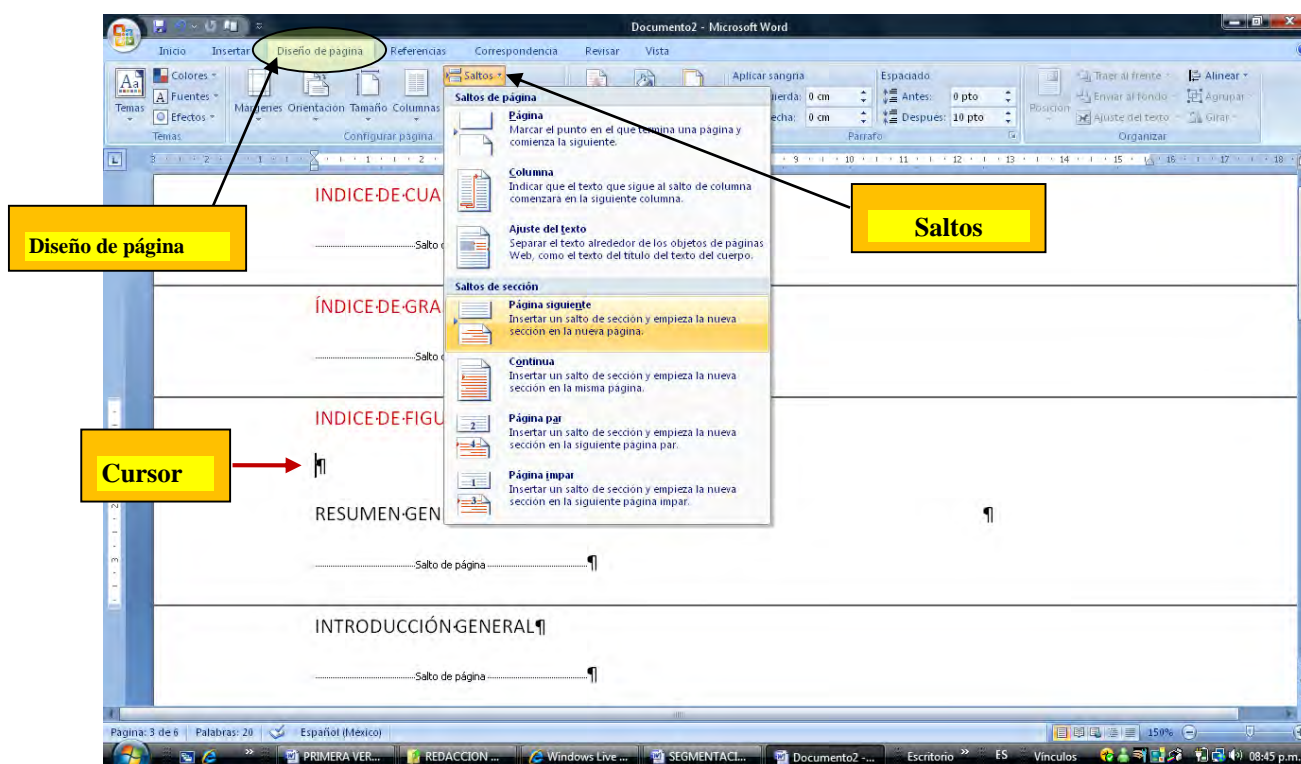 Documento2 - Microsoft Word
Inicio Insertar Diseño de página Referencias Correspondencia Revisar Vista
Temas
Colores
Fuentes
Efectos
Temas
Márgenes Orientación Tamaño Columnas
Configurar página
Saltos
Aplicar sangría
0 cm
0 cm
Espaciado
Antes: 0 pto
Después: 10 pto
Párrafo
Posición
Traer al frente
Enviar al fondo
Ajuste del texto
Alinear
Agrupar
Girar
Organizar
Saltos de página
Página
Marcar el punto en el que termina una página y
comienza la siguiente.
Columna
Indicar que el texto que sigue al salto de columna
comenzará en la siguiente columna.
Ajuste del texto
Separar el texto alrededor de los objetos de páginas
Web, como el texto del título del texto del cuerpo.
Saltos de sección
Página siguiente
Insertar un salto de sección y empieza la nueva
sección en la nueva página.
Continua
Insertar un salto de sección y empieza la nueva
sección en la misma página.
Página par
Insertar un salto de sección y empieza la nueva
sección en la siguiente página par.
Página impar
Insertar un salto de sección y empieza la nueva
sección en la siguiente página impar.
Diseño de página
Saltos
Cursor
INDICE·DE·CUA
Salto
ÍNDICE·DE·GRA
Salto
INDICE·DE·FIGU
¶
RESUMEN·GEN ¶
Salto de página ¶
INTRODUCCIÓN·GENERAL¶
Salto de página ¶
Página: 3 de 6 Palabras: 20 Español (México) 150%
PRIMERA VER... REDACCION ... Windows Live ... SEGMENTACI... Documento2 -... Escritorio » ES Vínculos 08:45 p.m.